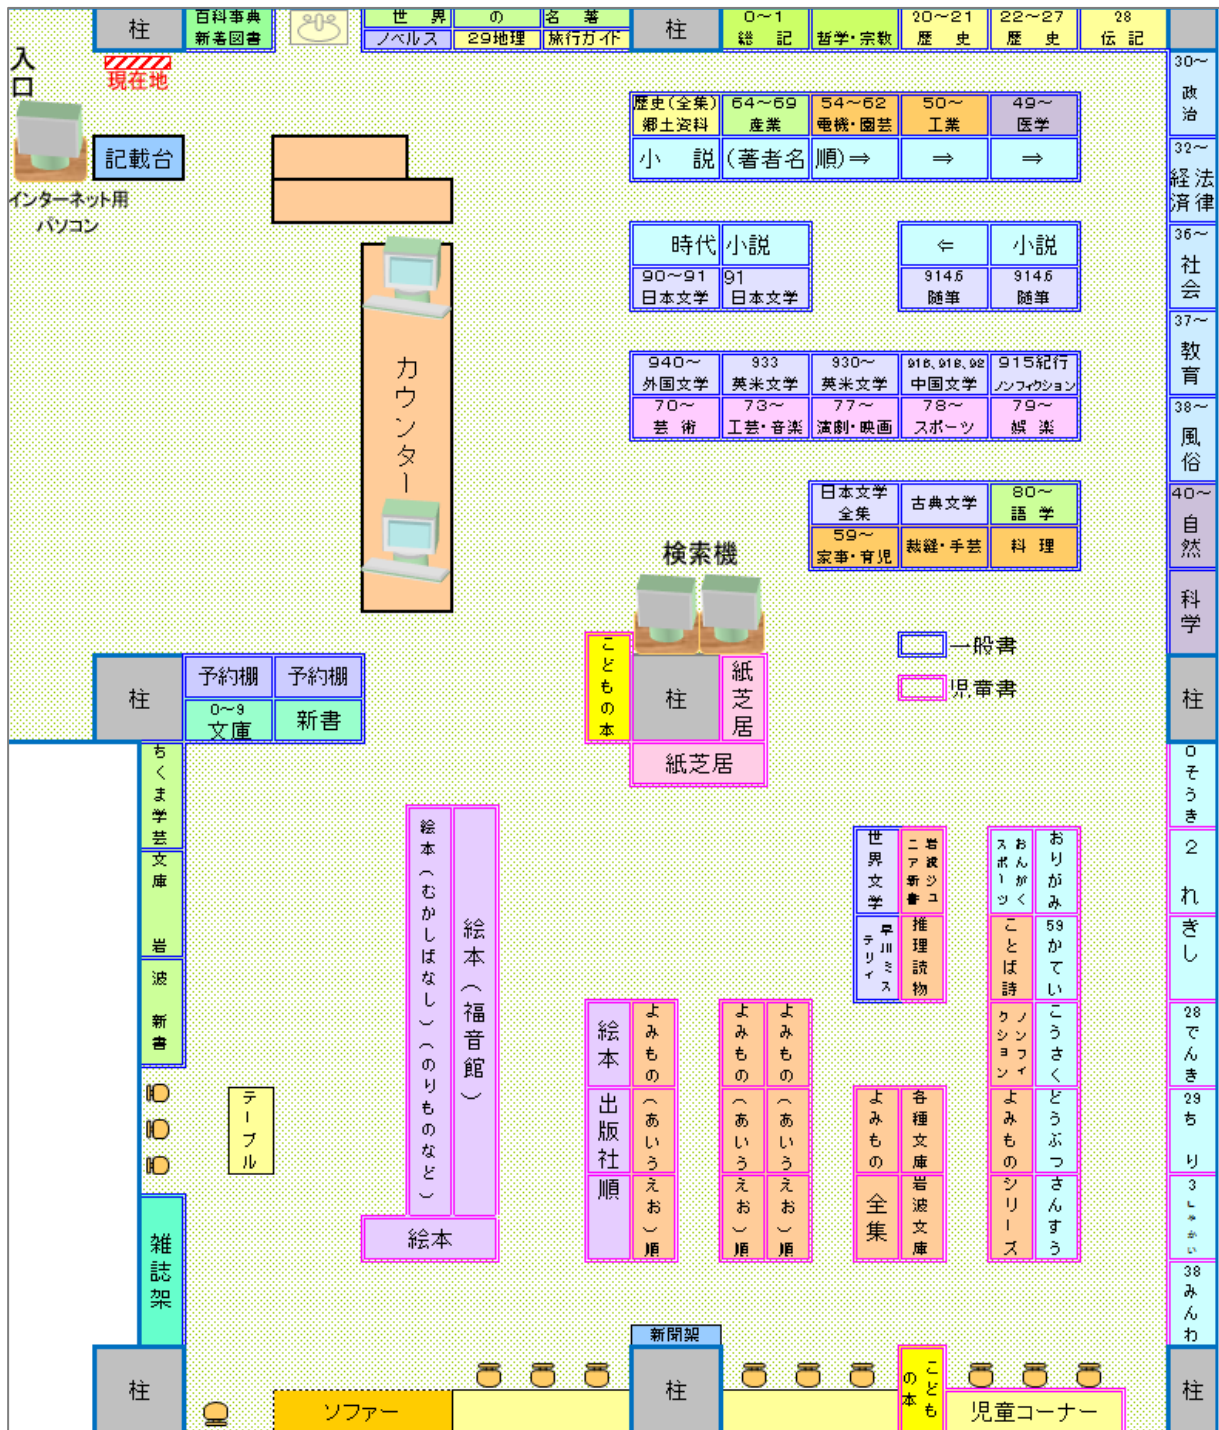 入口
柱
百科事典
新着図書
世界の名著
ノベルス
29地理
旅行ガイド
柱
0〜1
総記
哲学・宗教
20〜21
歴史
22〜27
歴史
28
伝記
現在地
記載台
インターネット用
パソコン
カウンター
歴史(全集)
郷土資料
64〜69
産業
54〜62
電機・園芸
50〜
工業
49〜
医学
小説(著者名順)⇒
⇒
⇒
時代小説
⇐
小説
90〜91
日本文学
91
日本文学
914.6
随筆
914.6
随筆
940〜
外国文学
933
英米文学
930〜
英米文学
916、918、92
中国文学
915紀行
ノンフィクション
70〜
芸術
73〜
工芸・音楽
77〜
演劇・映画
78〜
スポーツ
79〜
娯楽
日本文学
全集
古典文学
80〜
語学
59〜
家事・育児
裁縫・手芸
料理
30〜
政治
32〜
経済
法律
36〜
社会
37〜
教育
38〜
風俗
40〜
自然
科学
検索機
一般書
児童書
こどもの本
柱
紙芝居
紙芝居
柱
予約棚
予約棚
0〜9
文庫
新書
柱
ちくま学芸
文庫
岩波
新書
テーブル
雑誌架
絵本(むかしばなし)(のりものなど)
絵本(福音館)
絵本
絵本
出版社
順
よみもの
(あいうえお)順
よみもの
(あいうえお)順
よみもの
(あいうえお)順
世界文学
早川ミステリィ
岩波ジュニア新書
推理読物
よみもの
全集
各種文庫
岩波文庫
おんがく
スポーツ
ことば詩
ノンフィクション
よみもの
シリーズ
おりがみ
59
かてい
こうさく
どうぶつ
さんすう
0そうき
2れきし
28
でんき
29
ちり
3しゃかい
38
みんわ
新聞架
柱
ソファー
柱
こどもの本
児童コーナー
柱